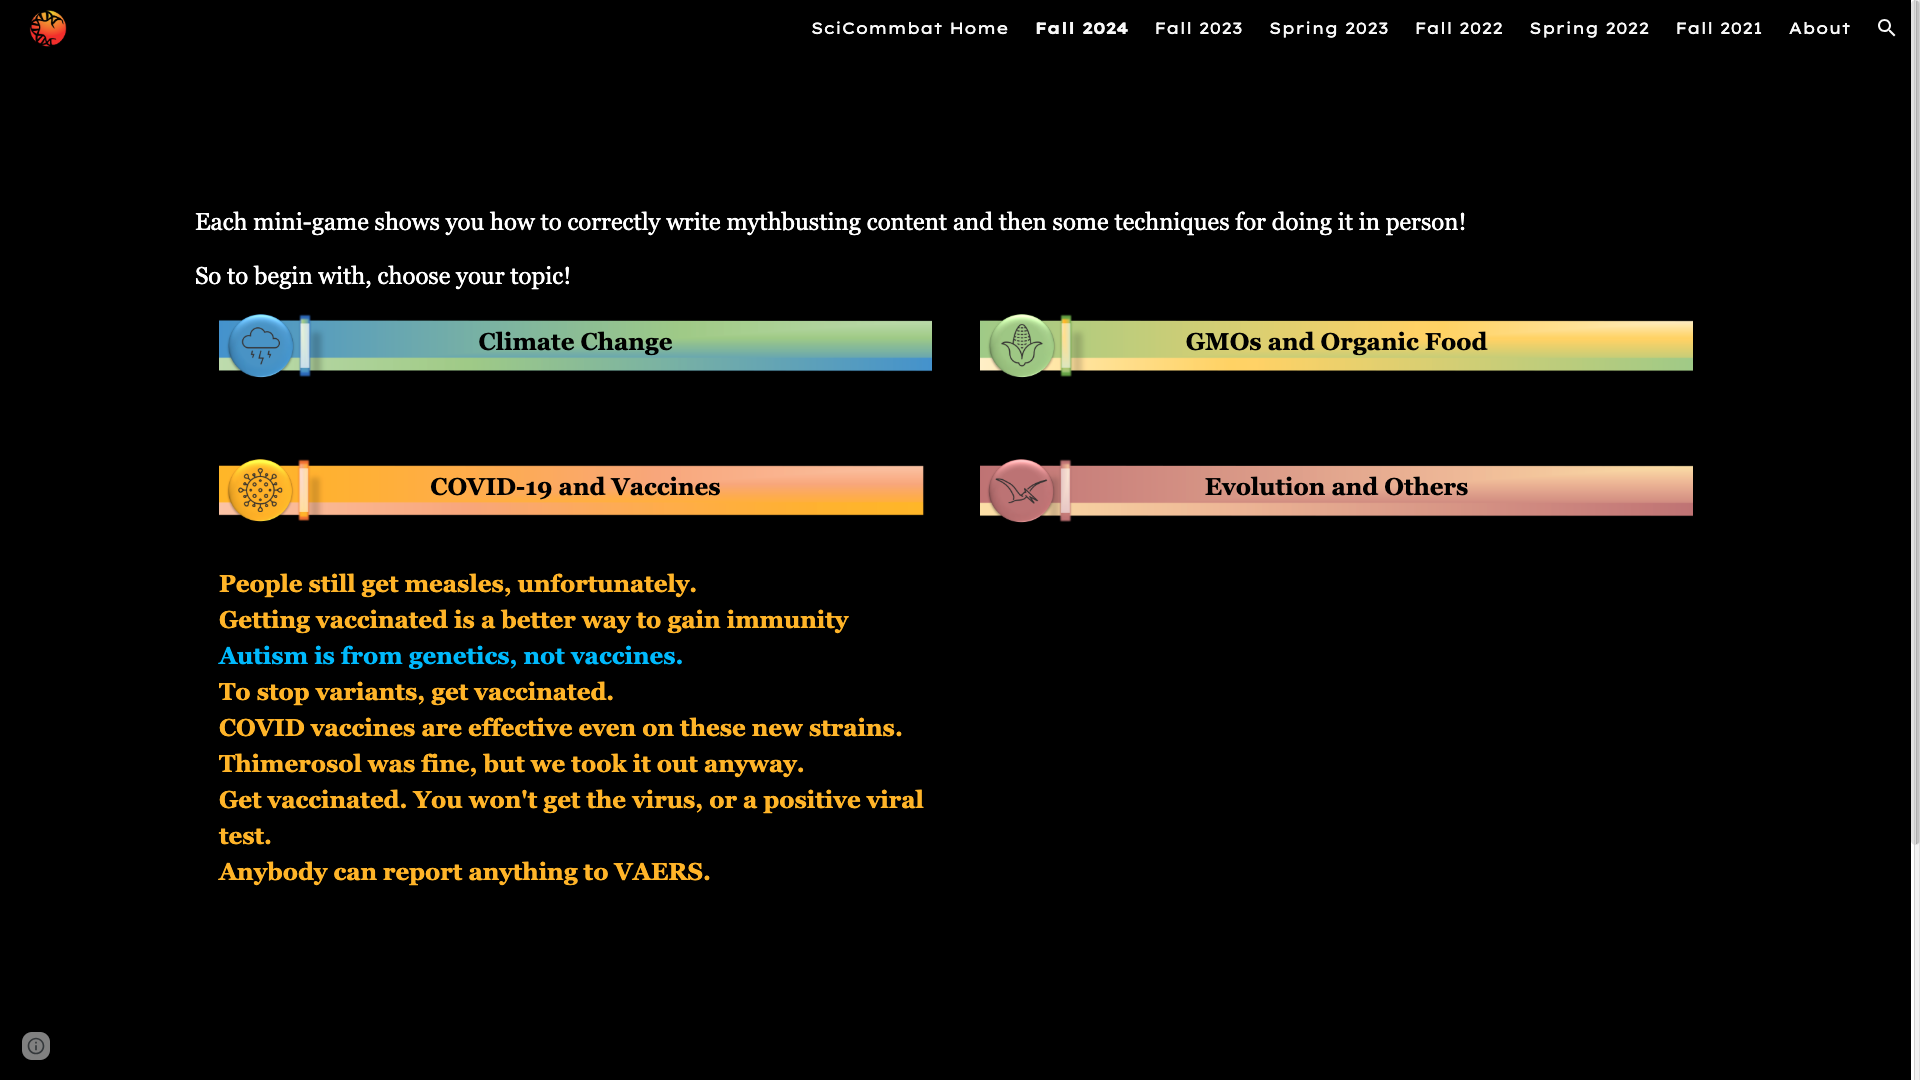 SciCommbat Home Fall 2024 Fall 2023 Spring 2023 Fall 2022 Spring 2022 Fall 2021 About
Each mini-game shows you how to correctly write mythbusting content and then some techniques for doing it in person!
So to begin with, choose your topic!
Climate Change
GMOs and Organic Food
COVID-19 and Vaccines
Evolution and Others
People still get measles, unfortunately.
Getting vaccinated is a better way to gain immunity
Autism is from genetics, not vaccines.
To stop variants, get vaccinated.
COVID vaccines are effective even on these new strains.
Thimerosol was fine, but we took it out anyway.
Get vaccinated. You won't get the virus, or a positive viral
test.
Anybody can report anything to VAERS.